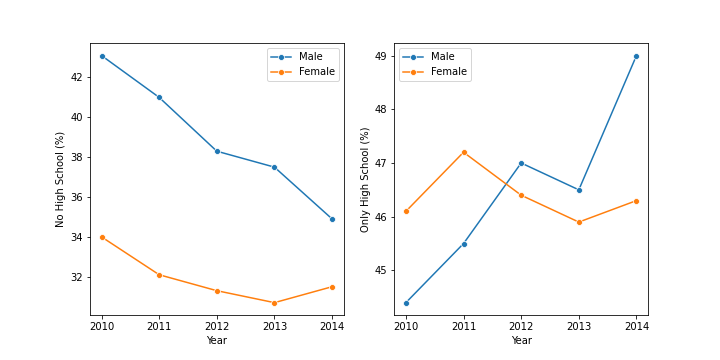 No High School (%)
42
40
38
36
34
32
Male
Female
2010 2011 2012 2013 2014
Year
Only High School (%)
49
48
47
46
45
Male
Female
2010 2011 2012 2013 2014
Year